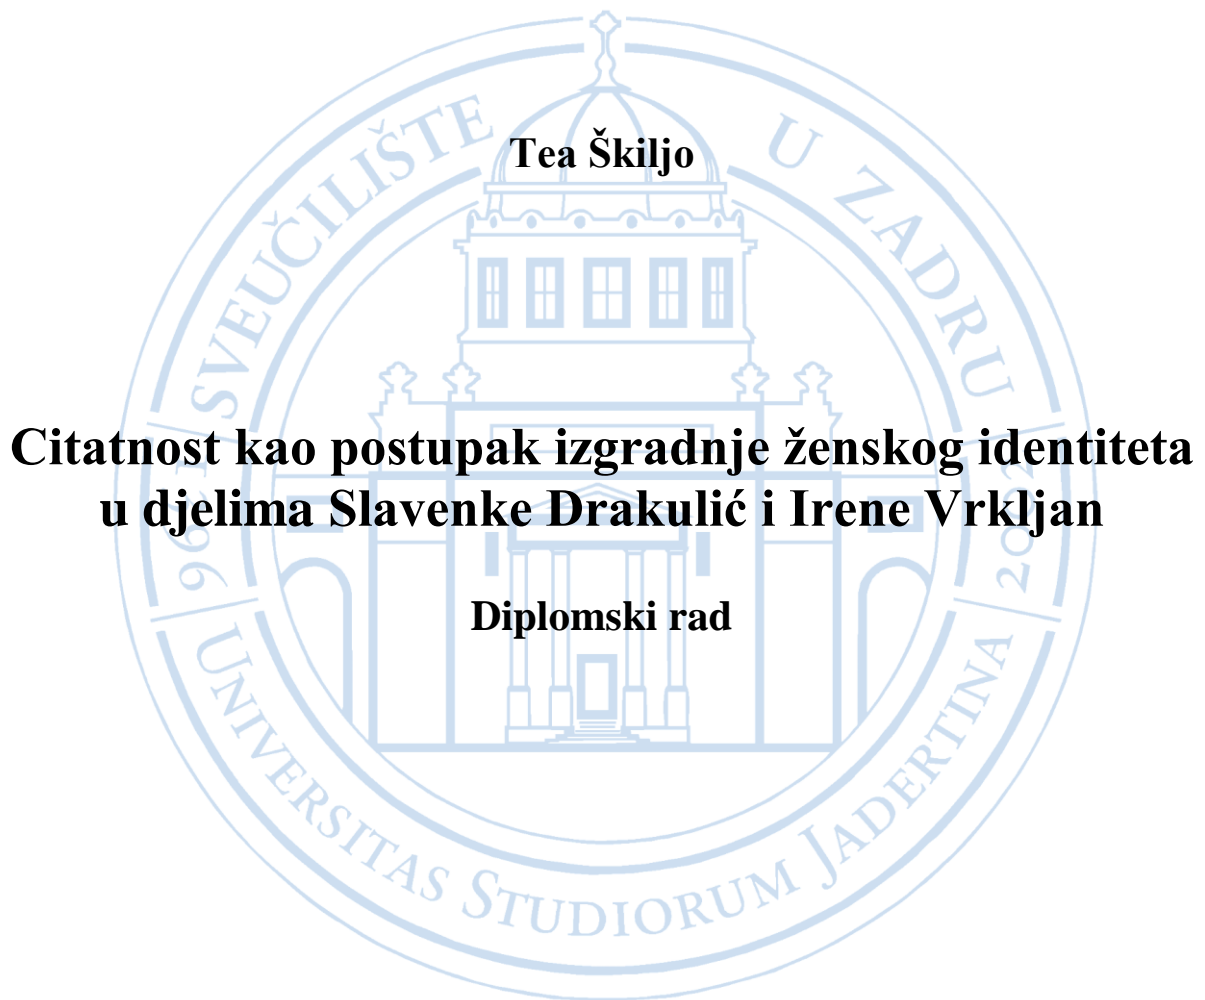 SVEUČILIŠTE U ZADRU
Tea Škiljo
Citatnost kao postupak izgradnje ženskog identiteta
u djelima Slavenke Drakulić i Irene Vrkljan
Diplomski rad
UNIVERSITAS STUDIORUM JADERTINA